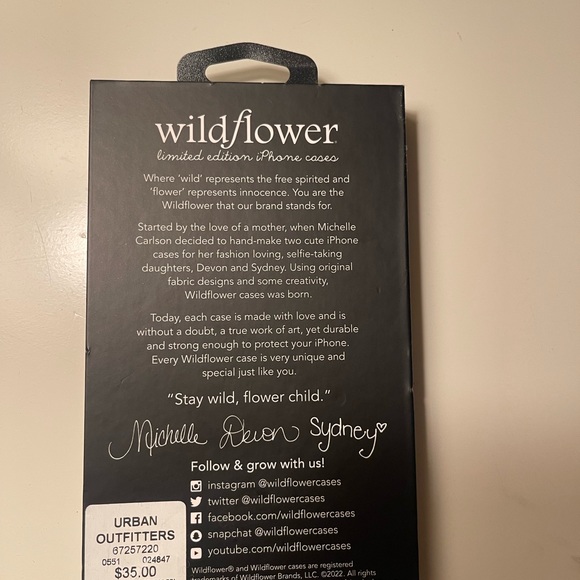 wildflower
limited edition iPhone cases
Where 'wild' represents the free spirited and
'flower' represents innocence. You are the
Wildflower that our brand stands for.
Started by the love of a mother, when Michelle
Carlson decided to hand-make two cute iPhone
cases for her fashion loving, selfie-taking
daughters, Devon and Sydney. Using original
fabric designs and some creativity,
Wildflower cases was born.
Today, each case is made with love and is
without a doubt, a true work of art, yet durable
and strong enough to protect your iPhone.
Every Wildflower case is very unique and
special just like you.
"Stay wild, flower child."
Michelle Devon Sydney
Follow & grow with us!
instagram @wildflowercases
twitter @wildflowercases
facebook.com/wildflowercases
snapchat @wildflowercases
youtube.com/wildflowercases
Wildflower® and Wildflower cases are registered
trademarks of Wildflower Brands, LLC. ©2022. All rights
URBAN
OUTFITTERS
67257220
0551 024847
$35.00